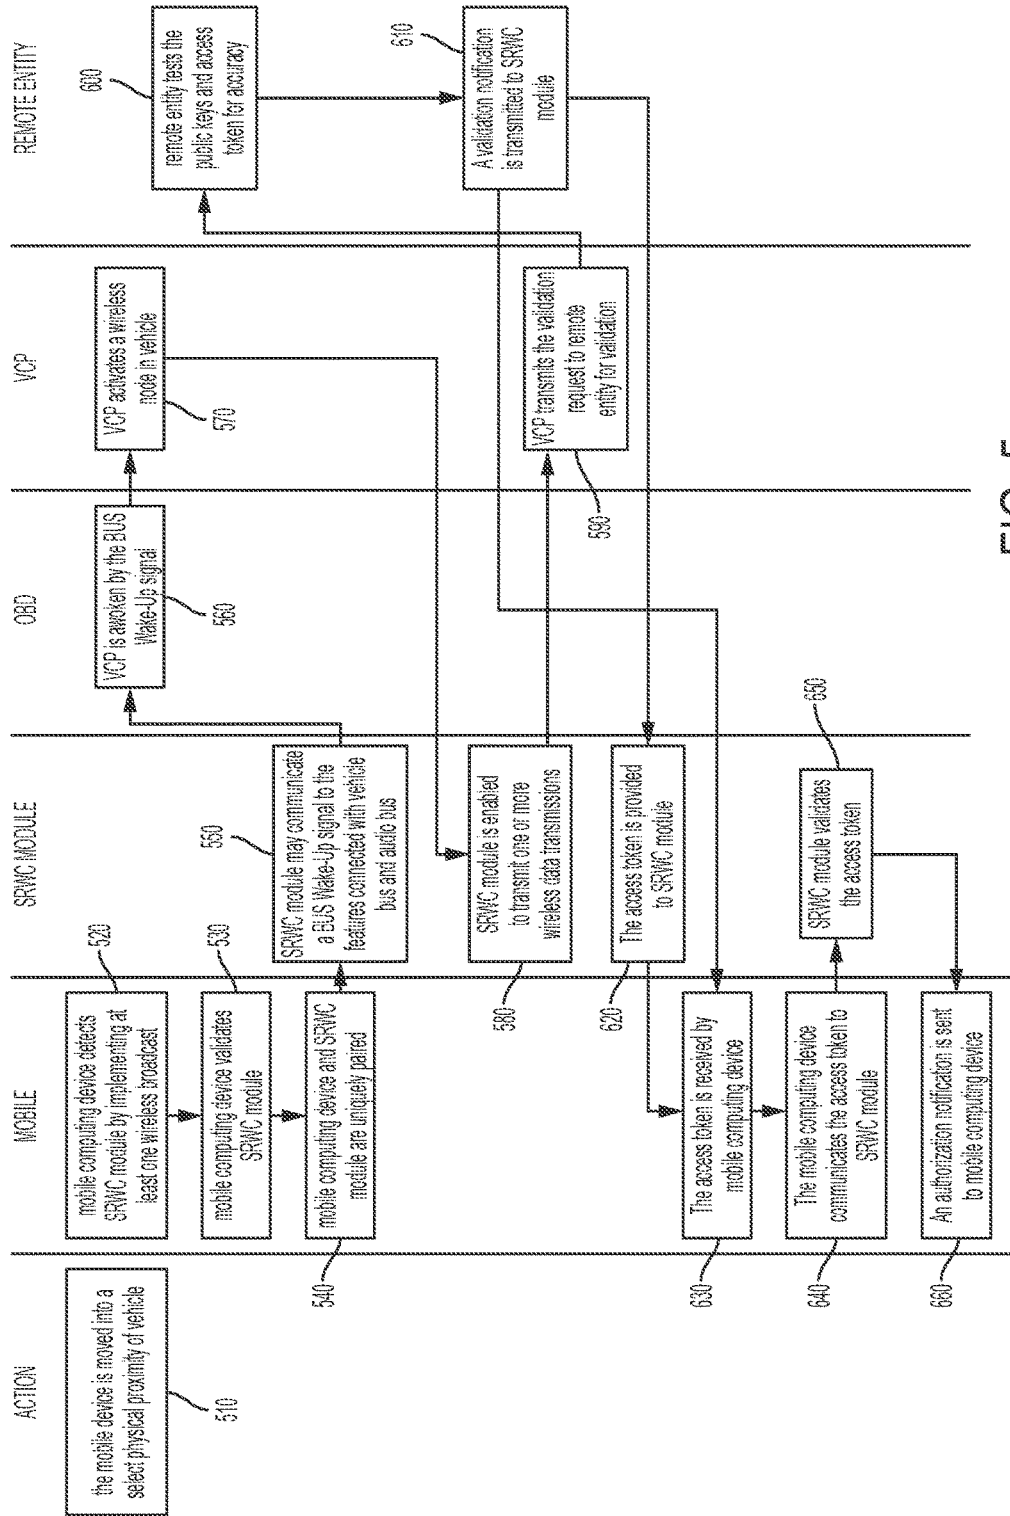 ACTION
MOBILE
SRWC MODULE
OBD
VCP
REMOTE ENTITY
the mobile device is moved into a
select physical proximity of vehicle
510
mobile computing device detects
SRWC module by implementing at
least one wireless broadcast
520
mobile computing device validates
SRWC module
530
mobile computing device and SRWC
module are uniquely paired
540
SRWC module may communicate
a BUS Wake-Up signal to the
features connected with vehicle
bus and audio bus
550
VCP is awoken by the BUS
Wake-Up signal
560
VCP activates a wireless
node in vehicle
570
SRWC module is enabled
to transmit one or more
wireless data transmissions
580
VCP transmits the validation
request to remote
entity for validation
590
remote entity tests the
public keys and access
token for accuracy
600
A validation notification
is transmitted to SRWC
module
610
The access token is provided
to SRWC module
620
The access token is received by
mobile computing device
630
The mobile computing device
communicates the access token to
SRWC module
640
SRWC module validates
the access token
650
An authorization notification is sent
to mobile computing device
660